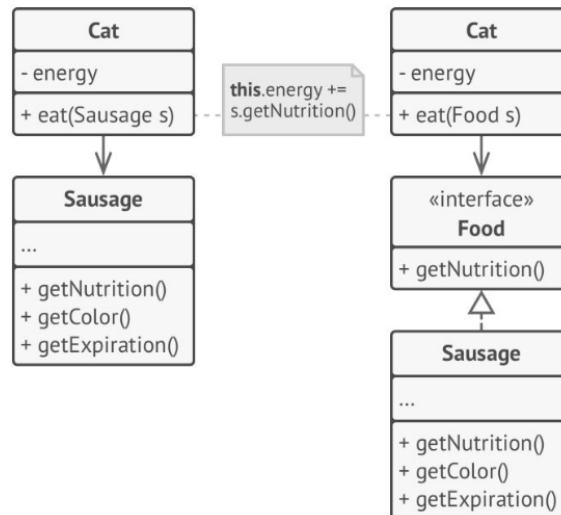 Cat
- energy
+ eat(Sausage s)
Sausage
...
+ getNutrition()
+ getColor()
+ getExpiration()
this.energy +=
s.getNutrition()
Cat
- energy
+ eat(Food s)
«interface»
Food
+ getNutrition()
Sausage
...
+ getNutrition()
+ getColor()
+ getExpiration()